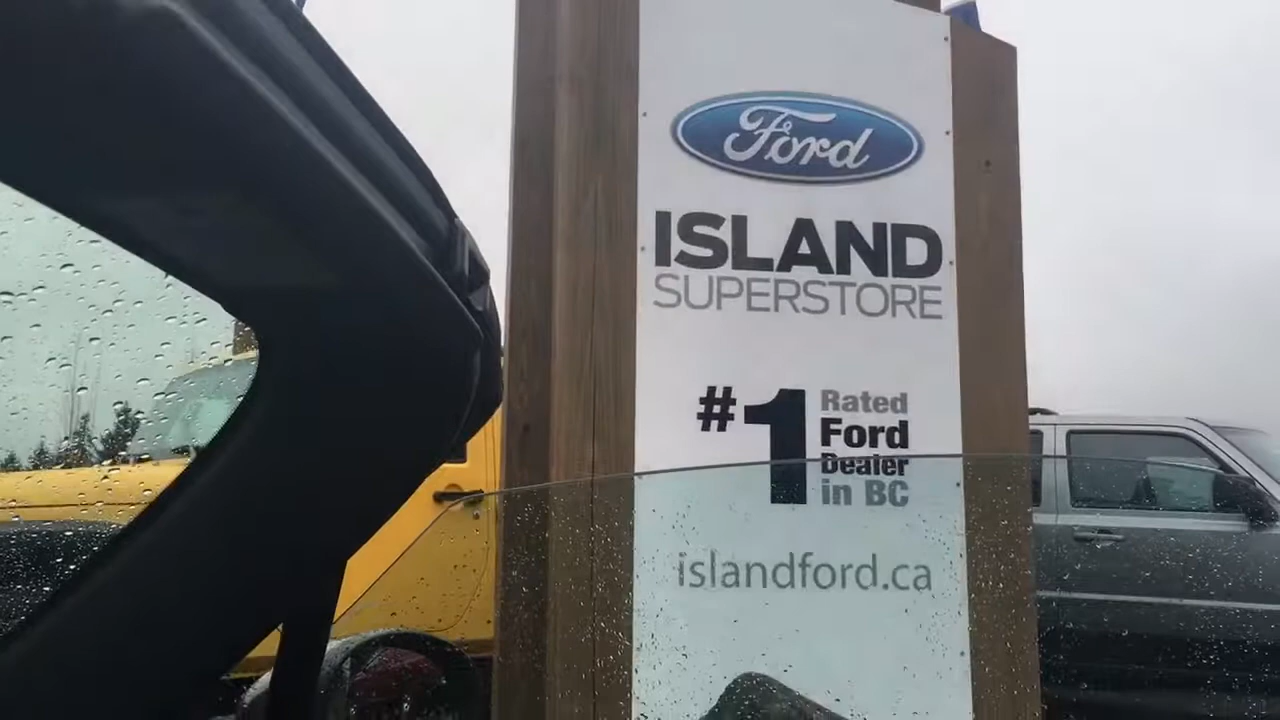 Ford
ISLAND
SUPERSTORE
#1
Rated
Ford
Dealer
in BC
islandford.ca